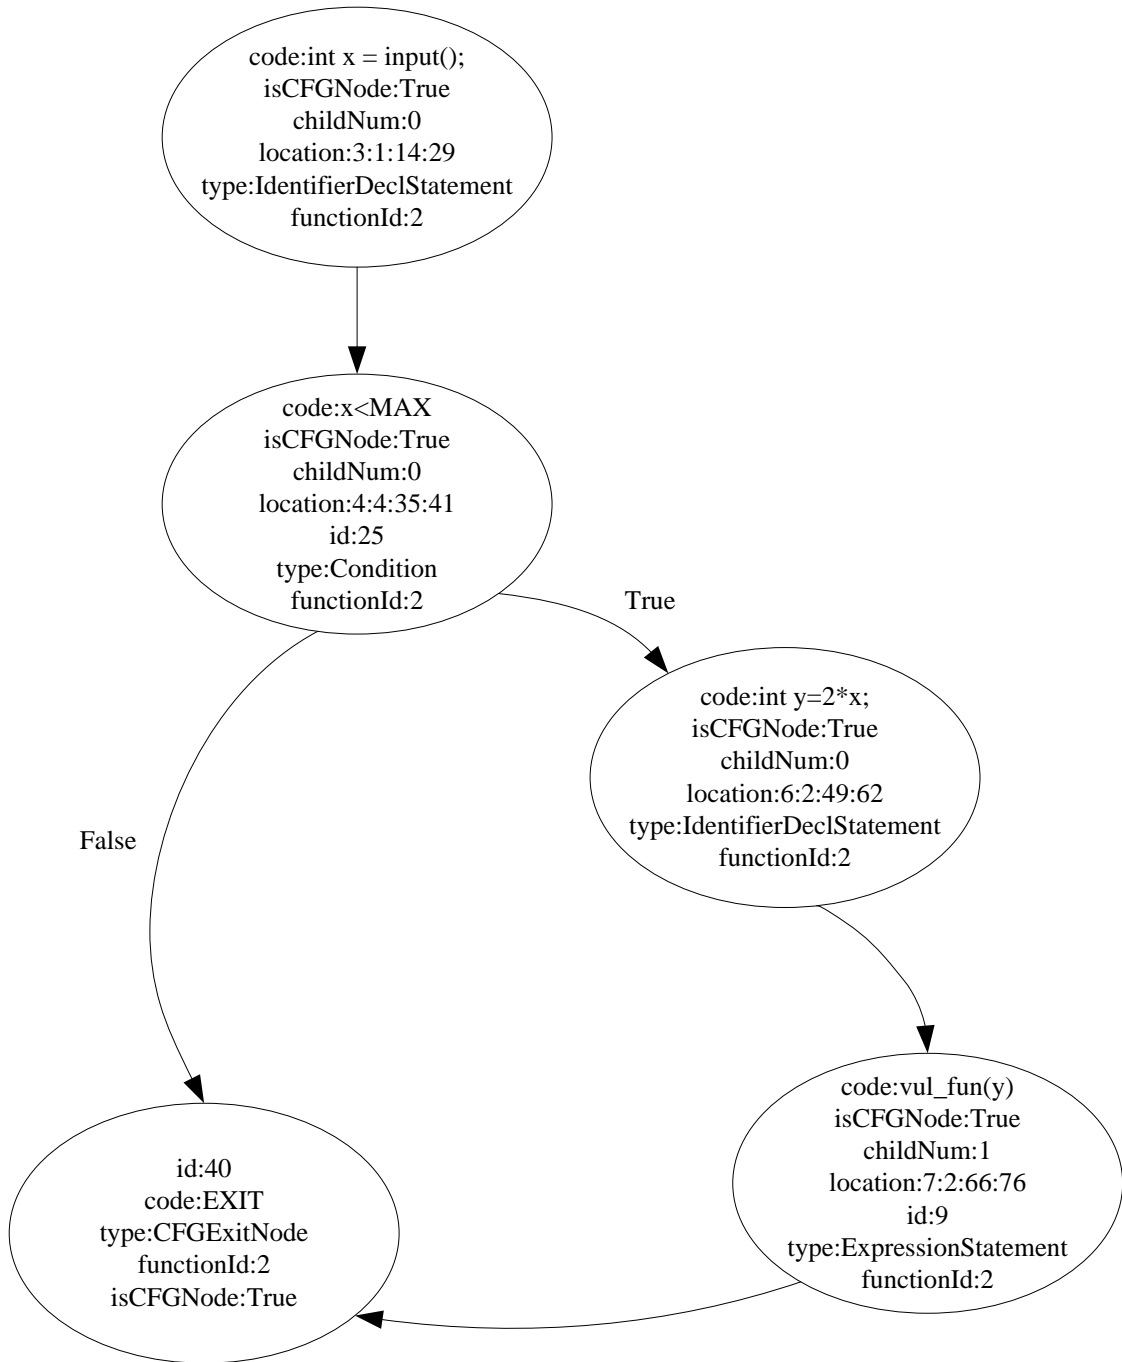 code:int x = input();
isCFGNode:True
childNum:0
location:3:1:14:29
type:IdentifierDeclStatement
functionId:2
code:x<MAX
isCFGNode:True
childNum:0
location:4:4:35:41
id:25
type:Condition
functionId:2
True
code:int y=2*x;
isCFGNode:True
childNum:0
location:6:2:49:62
type:IdentifierDeclStatement
functionId:2
False
code:vul_fun(y)
isCFGNode:True
childNum:1
location:7:2:66:76
id:9
type:ExpressionStatement
functionId:2
id:40
code:EXIT
type:CFGExitNode
functionId:2
isCFGNode:True